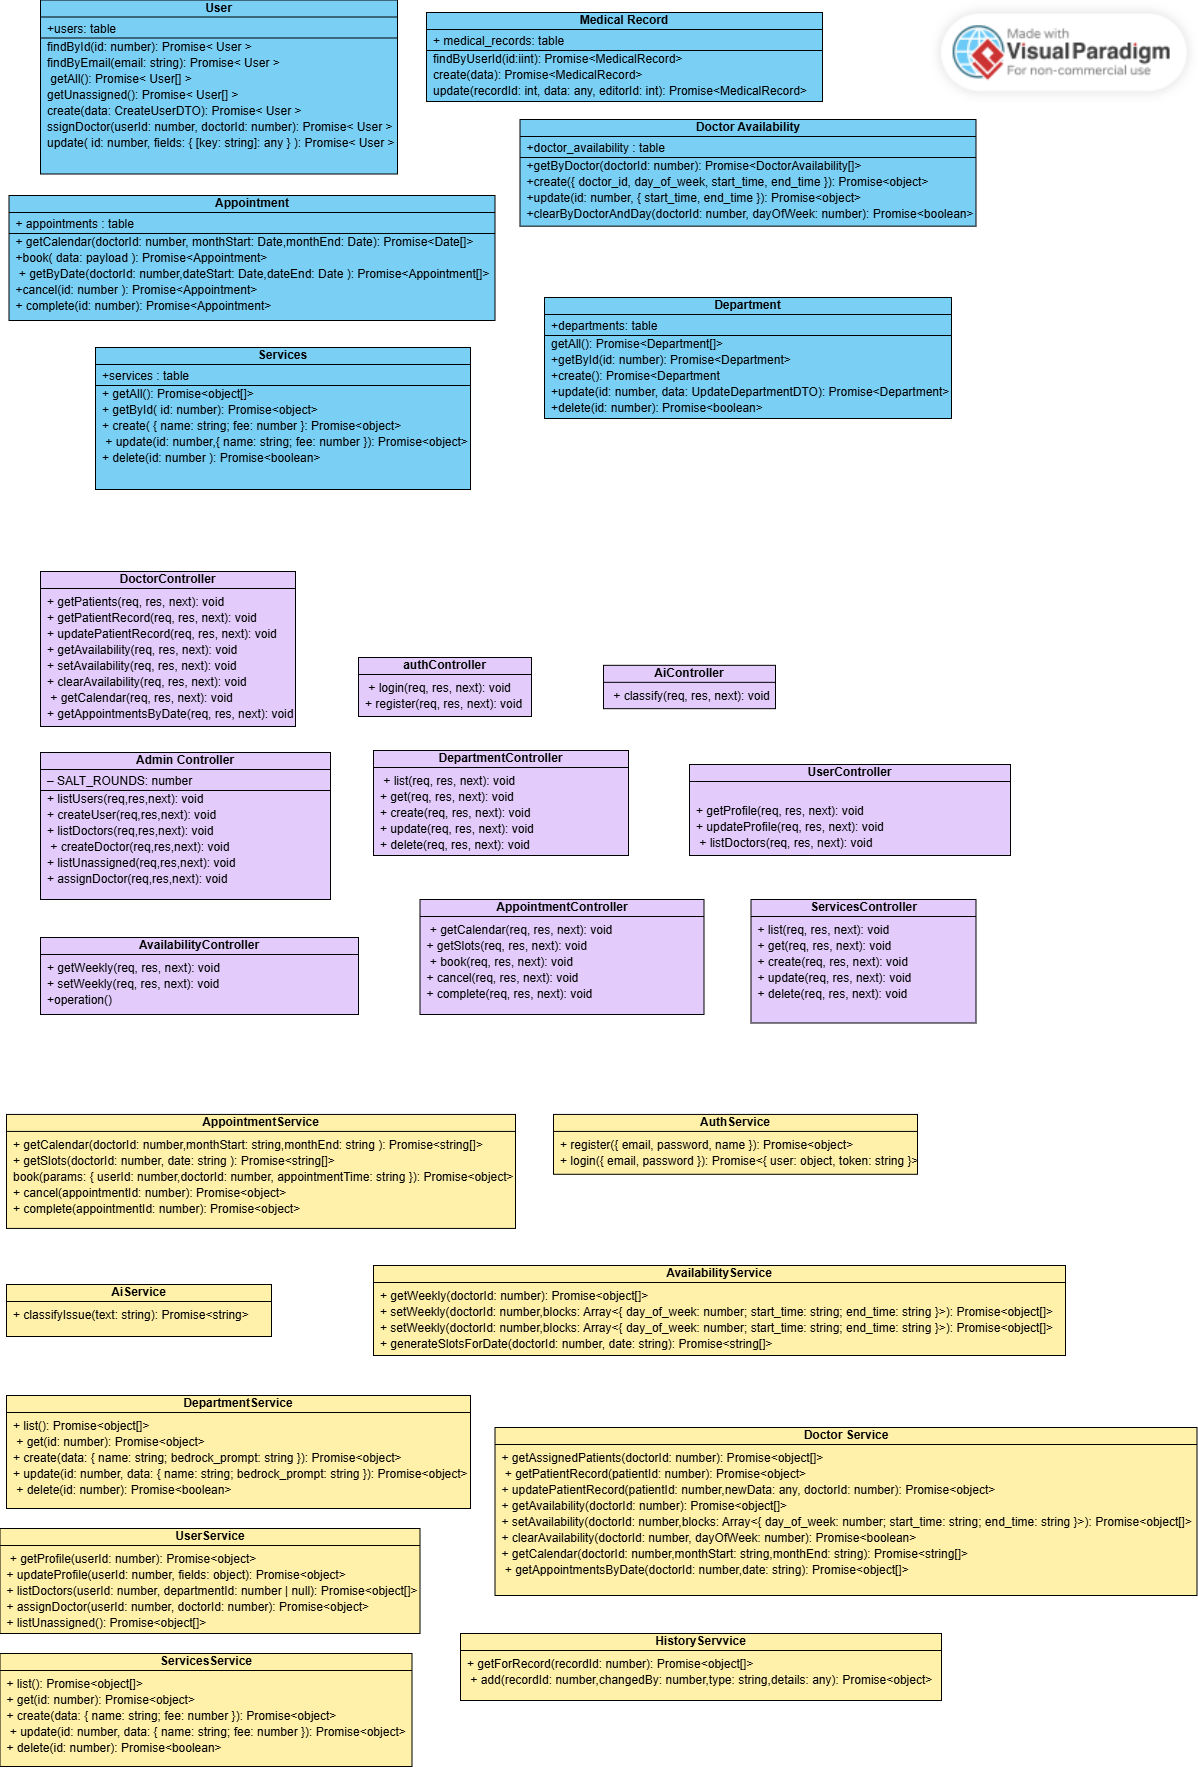 User
+users: table
findById(id: number): Promise< User >
findByEmail(email: string): Promise< User >
getAll(): Promise< User[] >
getUnassigned(): Promise< User[] >
create(data: CreateUserDTO): Promise< User >
ssignDoctor(userId: number, doctorId: number): Promise< User >
update( id: number, fields: { [key: string]: any } ): Promise< User >
Medical Record
+ medical_records: table
findByUserId(id:iint): Promise<MedicalRecord>
create(data): Promise<MedicalRecord>
update(recordId: int, data: any, editorId: int): Promise<MedicalRecord>
Made with
VisualParadigm
For non-commercial use
Doctor Availability
+doctor_availability : table
+getByDoctor(doctorId: number): Promise<DoctorAvailability[]>
+create({ doctor_id, day_of_week, start_time, end_time }): Promise<object>
+update(id: number, { start_time, end_time }): Promise<object>
+clearByDoctorAndDay(doctorId: number, dayOfWeek: number): Promise<boolean>
Appointment
+ appointments : table
+ getCalendar(doctorId: number, monthStart: Date,monthEnd: Date): Promise<Date[]>
+book( data: payload ): Promise<Appointment>
+ getByDate(doctorId: number,dateStart: Date,dateEnd: Date ): Promise<Appointment[]>
+cancel(id: number ): Promise<Appointment>
+ complete(id: number): Promise<Appointment>
Department
+departments: table
getAll(): Promise<Department[]>
+getById(id: number): Promise<Department>
+create(): Promise<Department
+update(id: number, data: UpdateDepartmentDTO): Promise<Department>
+delete(id: number): Promise<boolean>
Services
+services : table
+ getAll(): Promise<object[]>
+ getById( id: number): Promise<object>
+ create( { name: string; fee: number }: Promise<object>
+ update(id: number,{ name: string; fee: number }): Promise<object>
+ delete(id: number ): Promise<boolean>
DoctorController
+ getPatients(req, res, next): void
+ getPatientRecord(req, res, next): void
+ updatePatientRecord(req, res, next): void
+ getAvailability(req, res, next): void
+ setAvailability(req, res, next): void
+ clearAvailability(req, res, next): void
+ getCalendar(req, res, next): void
+ getAppointmentsByDate(req, res, next): void
authController
+ login(req, res, next): void
+ register(req, res, next): void
AiController
+ classify(req, res, next): void
Admin Controller
– SALT_ROUNDS: number
+ listUsers(req,res,next): void
+ createUser(req,res,next): void
+ listDoctors(req,res,next): void
+ createDoctor(req,res,next): void
+ listUnassigned(req,res,next): void
+ assignDoctor(req,res,next): void
DepartmentController
+ list(req, res, next): void
+ get(req, res, next): void
+ create(req, res, next): void
+ update(req, res, next): void
+ delete(req, res, next): void
UserController
+ getProfile(req, res, next): void
+ updateProfile(req, res, next): void
+ listDoctors(req, res, next): void
AvailabilityController
+ getWeekly(req, res, next): void
+ setWeekly(req, res, next): void
+operation()
AppointmentController
+ getCalendar(req, res, next): void
+ getSlots(req, res, next): void
+ book(req, res, next): void
+ cancel(req, res, next): void
+ complete(req, res, next): void
ServicesController
+ list(req, res, next): void
+ get(req, res, next): void
+ create(req, res, next): void
+ update(req, res, next): void
+ delete(req, res, next): void
AppointmentService
+ getCalendar(doctorId: number,monthStart: string,monthEnd: string ): Promise<string[]>
+ getSlots(doctorId: number, date: string ): Promise<string[]>
book(params: { userId: number,doctorId: number, appointmentTime: string }): Promise<object>
+ cancel(appointmentId: number): Promise<object>
+ complete(appointmentId: number): Promise<object>
AuthService
+ register({ email, password, name }): Promise<object>
+ login({ email, password }): Promise<{ user: object, token: string }>
AiService
+ classifyIssue(text: string): Promise<string>
AvailabilityService
+ getWeekly(doctorId: number): Promise<object[]>
+ setWeekly(doctorId: number,blocks: Array<{ day_of_week: number; start_time: string; end_time: string }>): Promise<object[]>
+ setWeekly(doctorId: number,blocks: Array<{ day_of_week: number; start_time: string; end_time: string }>): Promise<object[]>
+ generateSlotsForDate(doctorId: number, date: string): Promise<string[]>
DepartmentService
+ list(): Promise<object[]>
+ get(id: number): Promise<object>
+ create(data: { name: string; bedrock_prompt: string }): Promise<object>
+ update(id: number, data: { name: string; bedrock_prompt: string }): Promise<object>
+ delete(id: number): Promise<boolean>
Doctor Service
+ getAssignedPatients(doctorId: number): Promise<object[]>
+ getPatientRecord(patientId: number): Promise<object>
+ updatePatientRecord(patientId: number,newData: any, doctorId: number): Promise<object>
+ getAvailability(doctorId: number): Promise<object[]>
+ setAvailability(doctorId: number,blocks: Array<{ day_of_week: number; start_time: string; end_time: string }>): Promise<object[]>
+ clearAvailability(doctorId: number, dayOfWeek: number): Promise<boolean>
+ getCalendar(doctorId: number,monthStart: string,monthEnd: string): Promise<string[]>
+ getAppointmentsByDate(doctorId: number,date: string): Promise<object[]>
UserService
+ getProfile(userId: number): Promise<object>
+ updateProfile(userId: number, fields: object): Promise<object>
+ listDoctors(userId: number, departmentId: number | null): Promise<object[]>
+ assignDoctor(userId: number, doctorId: number): Promise<object>
+ listUnassigned(): Promise<object[]>
HistoryServvice
+ getForRecord(recordId: number): Promise<object[]>
+ add(recordId: number,changedBy: number,type: string,details: any): Promise<object>
ServicesService
+ list(): Promise<object[]>
+ get(id: number): Promise<object>
+ create(data: { name: string; fee: number }): Promise<object>
+ update(id: number, data: { name: string; fee: number }): Promise<object>
+ delete(id: number): Promise<boolean>